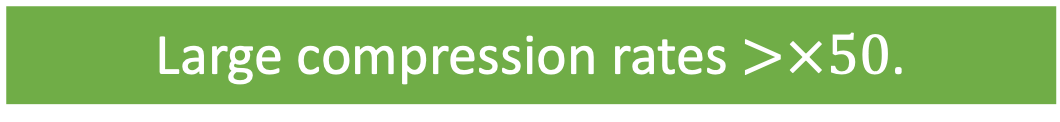 Large compression rates >×50.